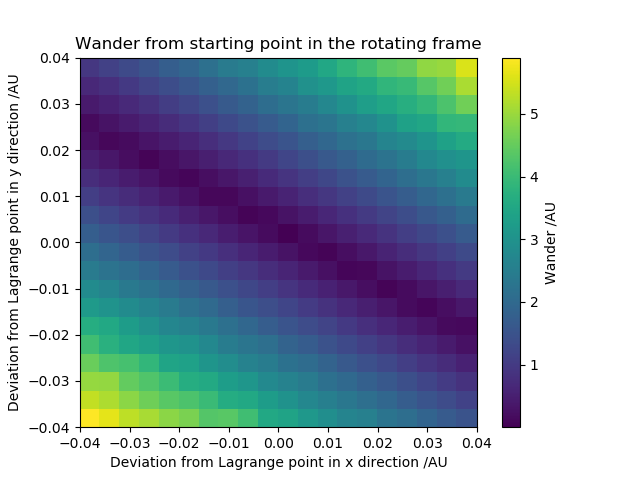 Wander from starting point in the rotating frame
Deviation from Lagrange point in y direction /AU
0.04
0.03
0.02
0.01
0.00
−0.01
−0.02
−0.03
−0.04
−0.04 −0.03 −0.02 −0.01 0.00 0.01 0.02 0.03 0.04
Deviation from Lagrange point in x direction /AU
5
4
3
2
1
Wander /AU